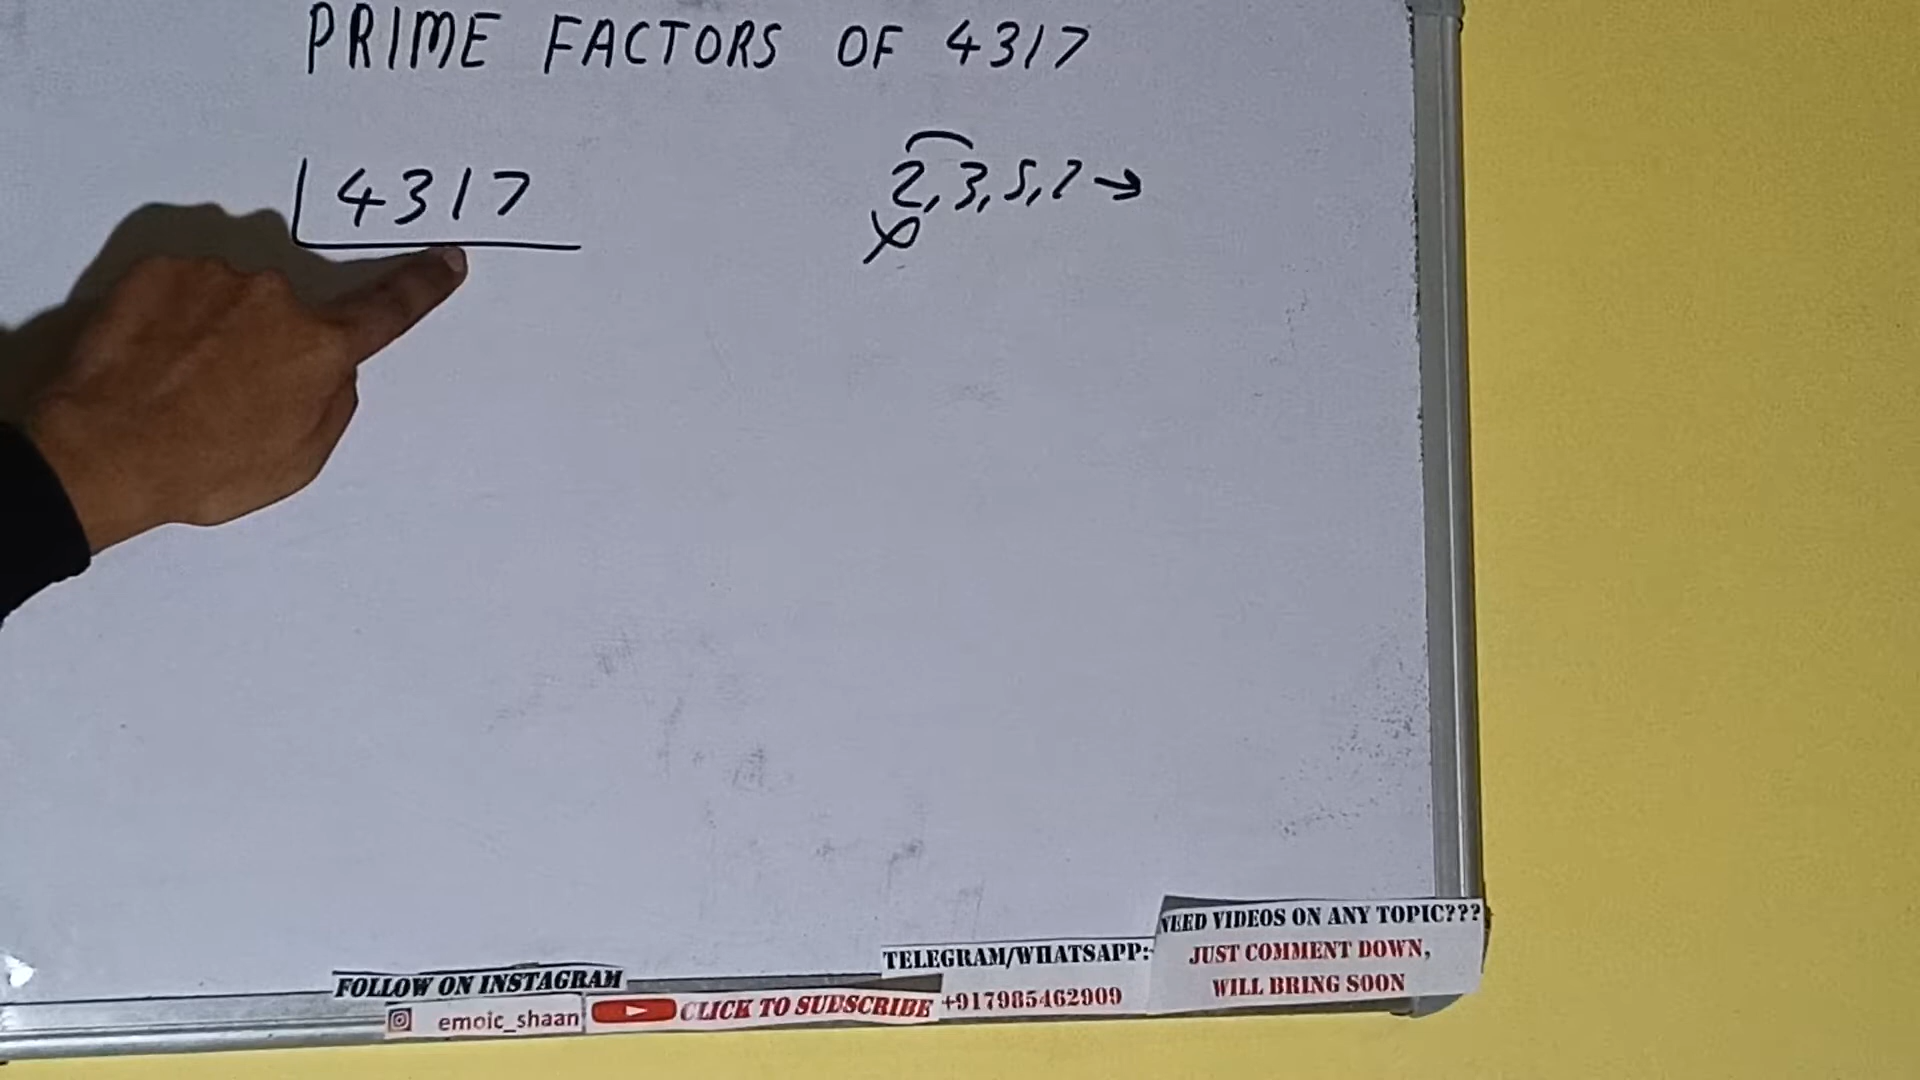 PRIME FACTORS OF 4317
4317
2, 3, 5, 7 →
NEED VIDEOS ON ANY TOPIC???
JUST COMMENT DOWN,
WILL BRING SOON
TELEGRAM/WHATSAPP:-
+917985462909
FOLLOW ON INSTAGRAM
emoic_shaan
CLICK TO SUBSCRIBE